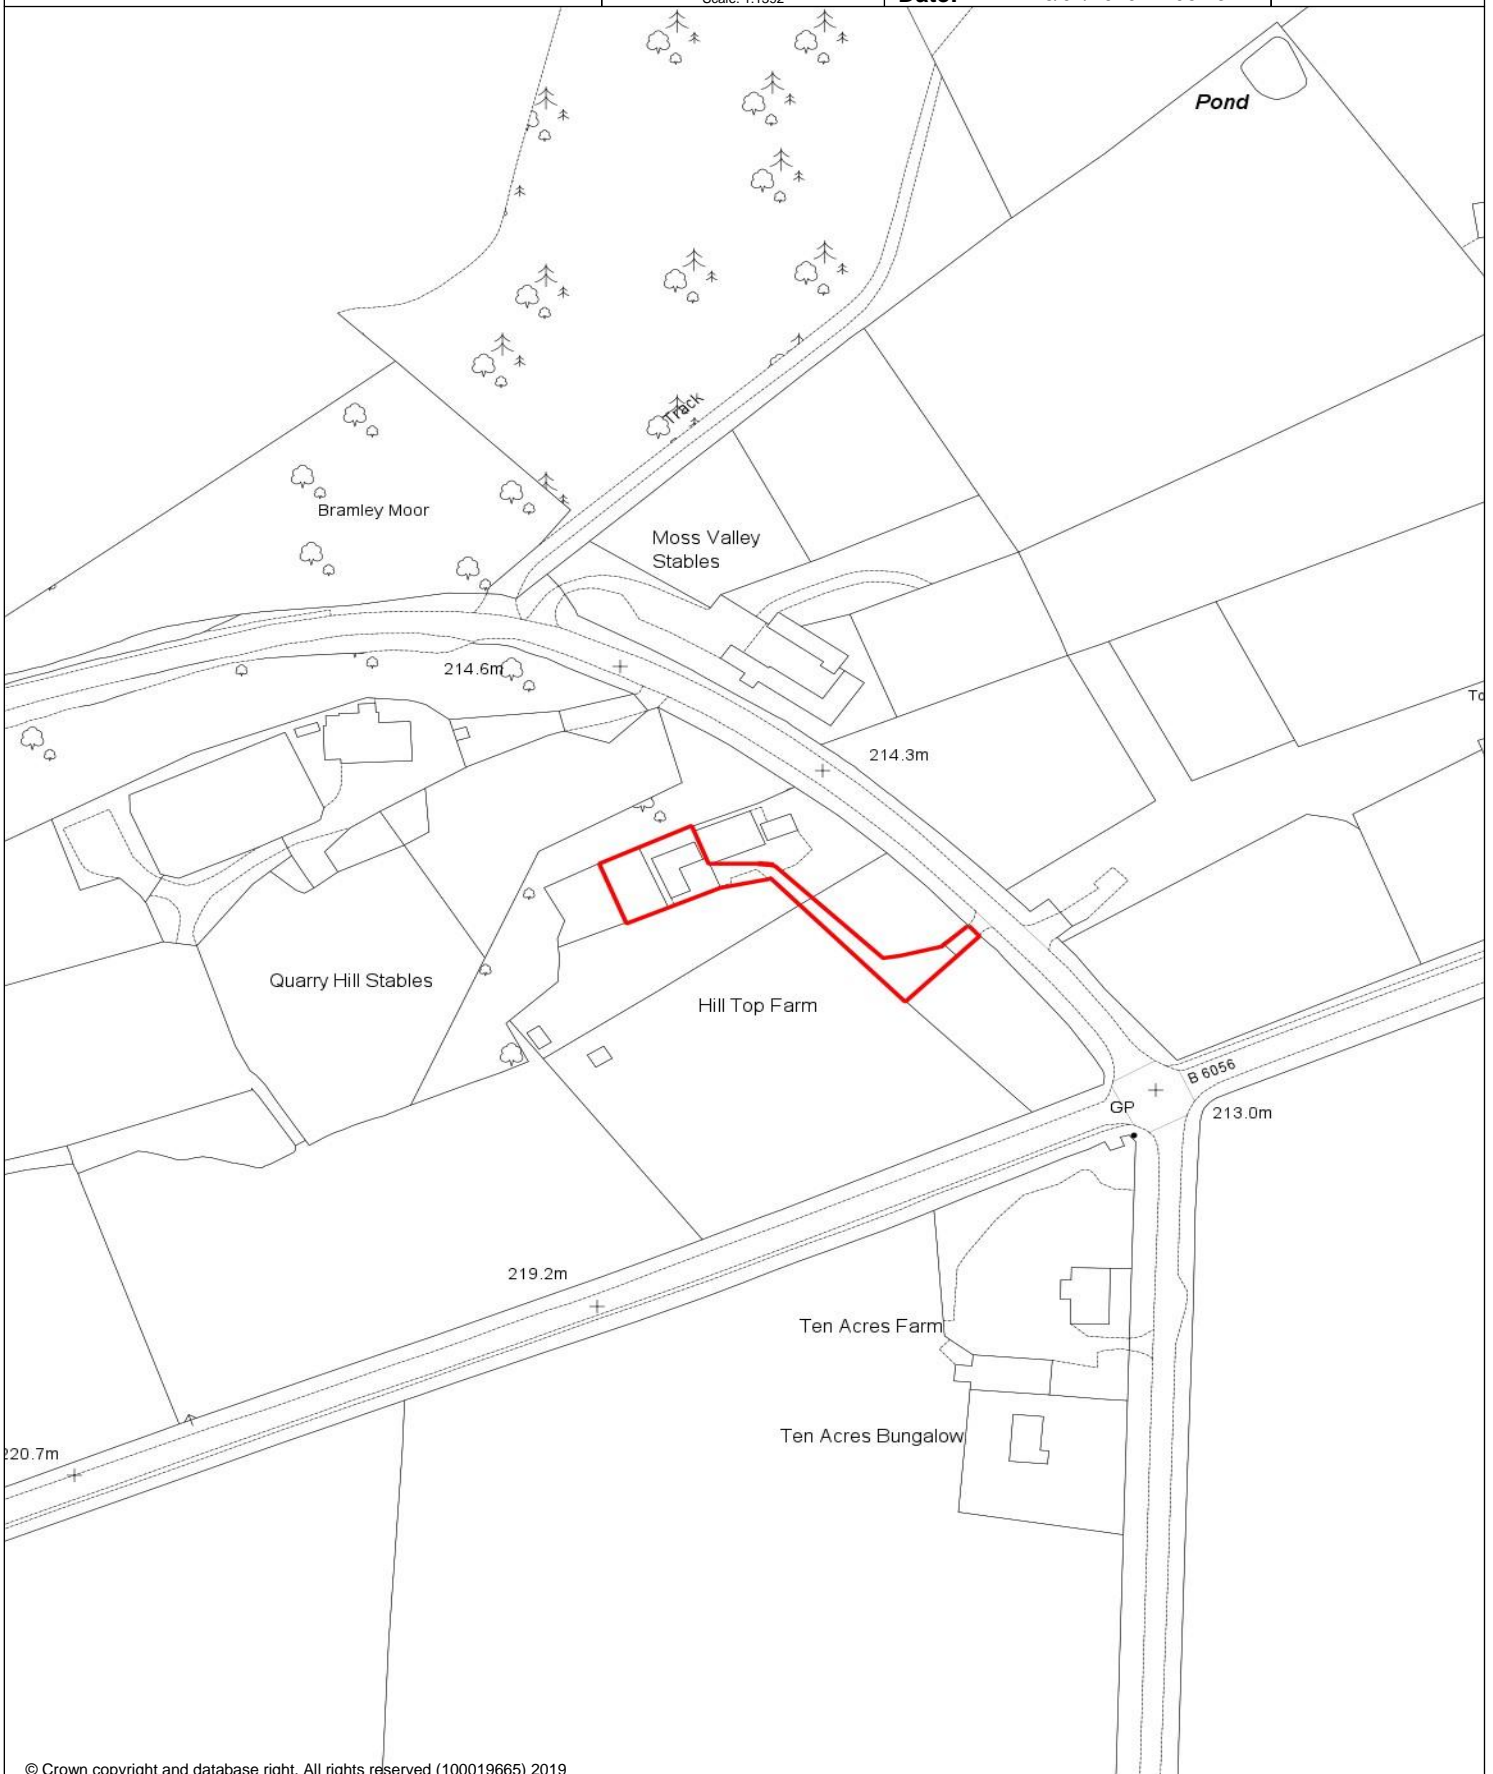 Pond
Track
Bramley Moor
Moss Valley
Stables
214.6m
214.3m
Quarry Hill Stables
Hill Top Farm
B 6056
GP
213.0m
219.2m
Ten Acres Farm
Ten Acres Bungalow
20.7m
© Crown copyright and database right. All rights reserved (100019665) 2019